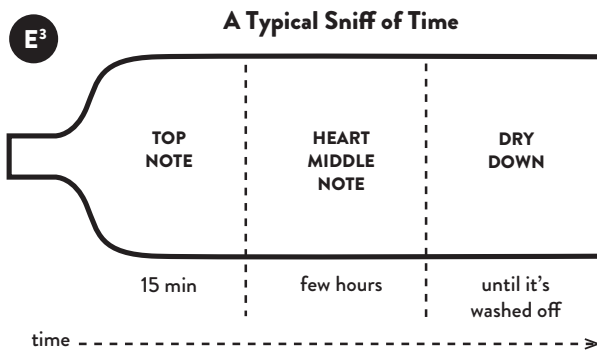 E³
A Typical Sniff of Time
TOP
NOTE
HEART
MIDDLE
NOTE
DRY
DOWN
15 min
few hours
until it's
washed off
time